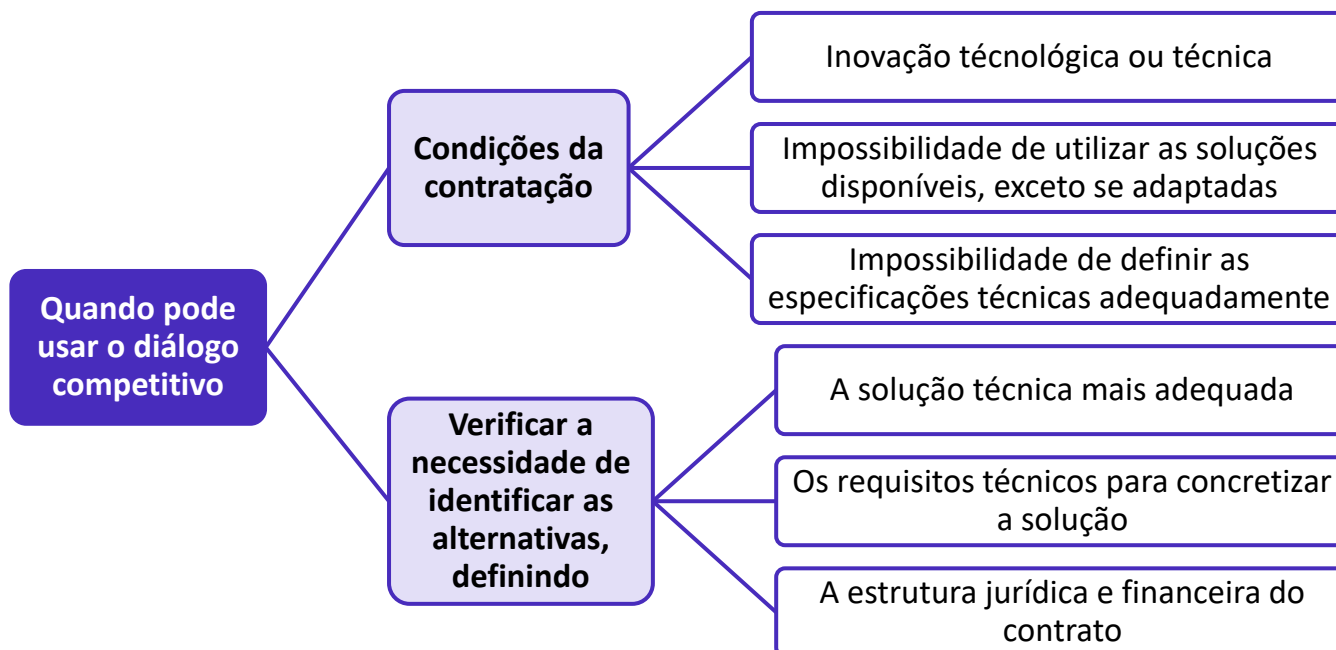 Quando pode
usar o diálogo
competitivo
Condições da
contratação
Inovação técnológica ou técnica
Impossibilidade de utilizar as soluções
disponíveis, exceto se adaptadas
Impossibilidade de definir as
especificações técnicas adequadamente
Verificar a
necessidade de
identificar as
alternativas,
definindo
A solução técnica mais adequada
Os requisitos técnicos para concretizar
a solução
A estrutura jurídica e financeira do
contrato